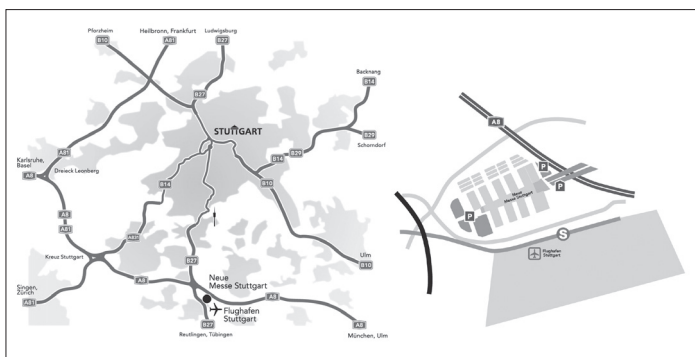 Pforzheim
B10
Heilbronn, Frankfurt
A81
Ludwigsburg
B27
Backnang
B14
B27
STUTTGART
B29
Schorndorf
A81
Karlsruhe,
Basel
A8
Dreieck Leonberg
B14
B29
B14
B10
A8
A81
A831
Kreuz Stuttgart
Ulm
B10
B27
A8
Neue
Messe Stuttgart
Singen,
Zürich
A81
A8
Flughafen
Stuttgart
B27
Reutlingen, Tübingen
A8
München, Ulm
A8
P
Neue
Messe Stuttgart
P
P
S
Flughafen
Stuttgart